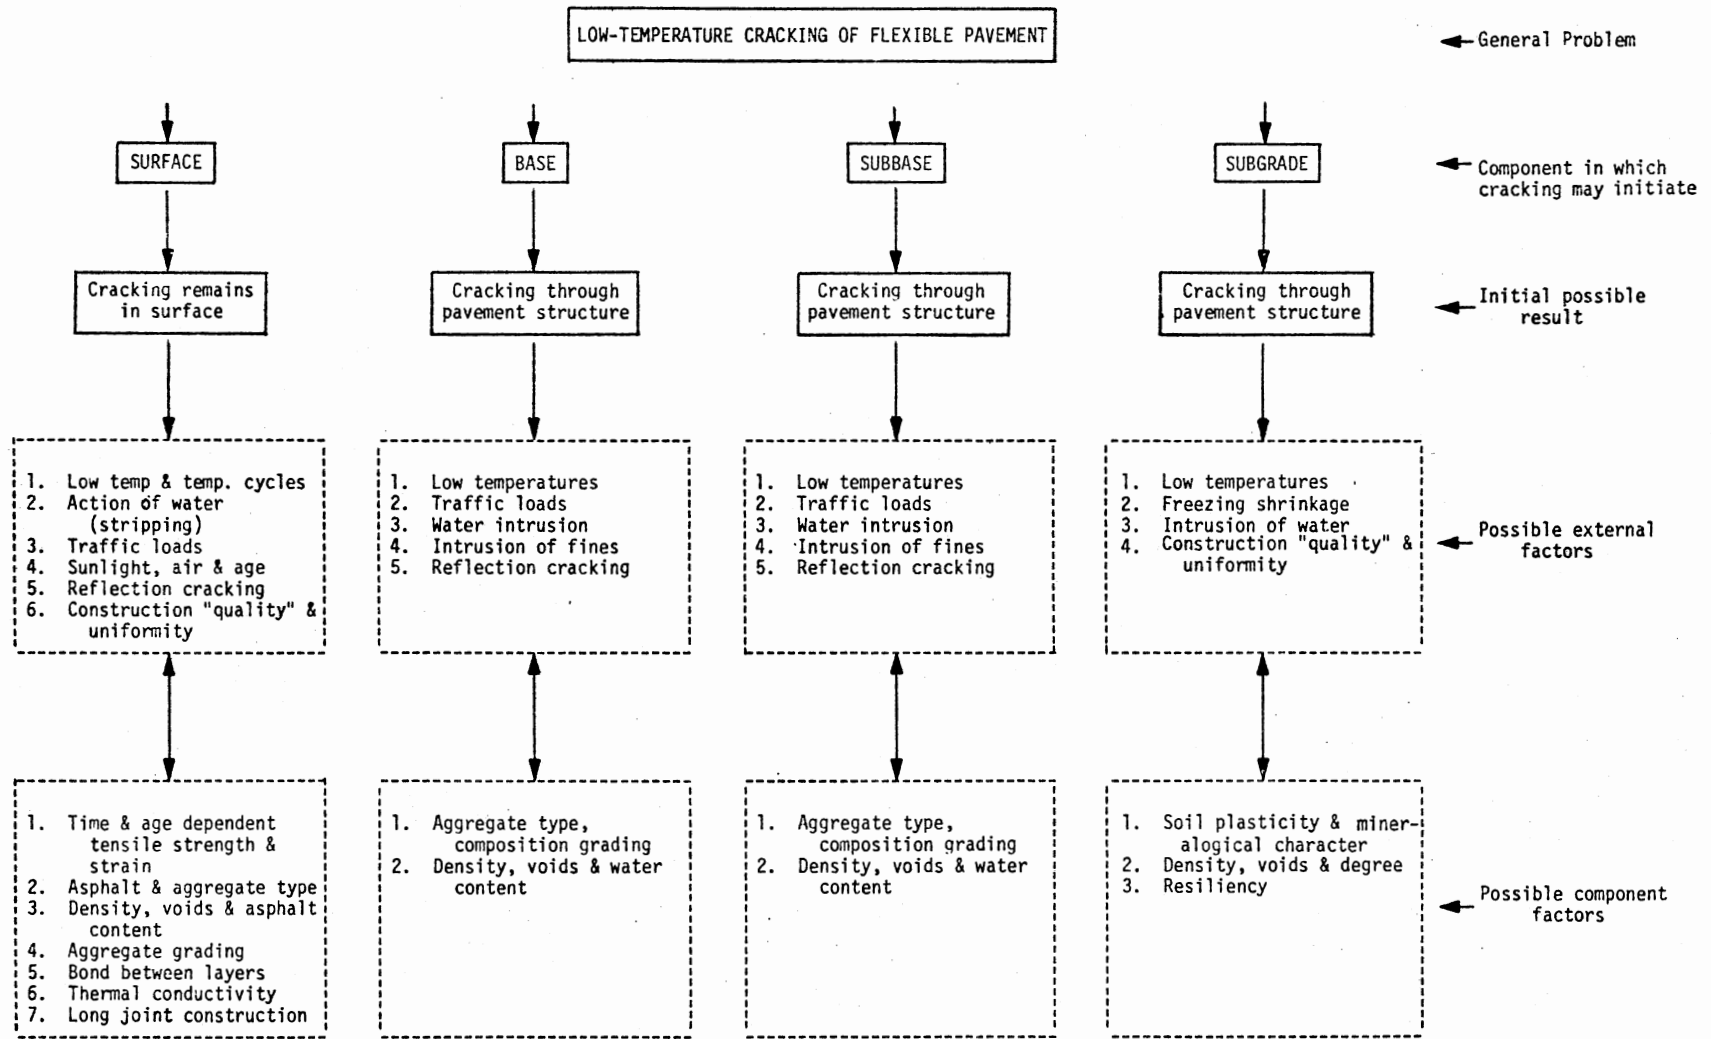 LOW-TEMPERATURE CRACKING OF FLEXIBLE PAVEMENT
General Problem
SURFACE
BASE
SUBBASE
SUBGRADE
Component in which
cracking may initiate
Cracking remains
in surface
Cracking through
pavement structure
Cracking through
pavement structure
Cracking through
pavement structure
Initial possible
result
1. Low temp & temp. cycles
2. Action of water
(stripping)
3. Traffic loads
4. Sunlight, air & age
5. Reflection cracking
6. Construction "quality" &
uniformity
1. Low temperatures
2. Traffic loads
3. Water intrusion
4. Intrusion of fines
5. Reflection cracking
1. Low temperatures
2. Traffic loads
3. Water intrusion
4. Intrusion of fines
5. Reflection cracking
1. Low temperatures
2. Freezing shrinkage
3. Intrusion of water
4. Construction "quality" &
uniformity
Possible external
factors
1. Time & age dependent
tensile strength &
strain
2. Asphalt & aggregate type
3. Density, voids & asphalt
content
4. Aggregate grading
5. Bond between layers
6. Thermal conductivity
7. Long joint construction
1. Aggregate type,
composition grading
2. Density, voids & water
content
1. Aggregate type,
composition grading
2. Density, voids & water
content
1. Soil plasticity & miner-
alogical character
2. Density, voids & degree
3. Resiliency
Possible component
factors